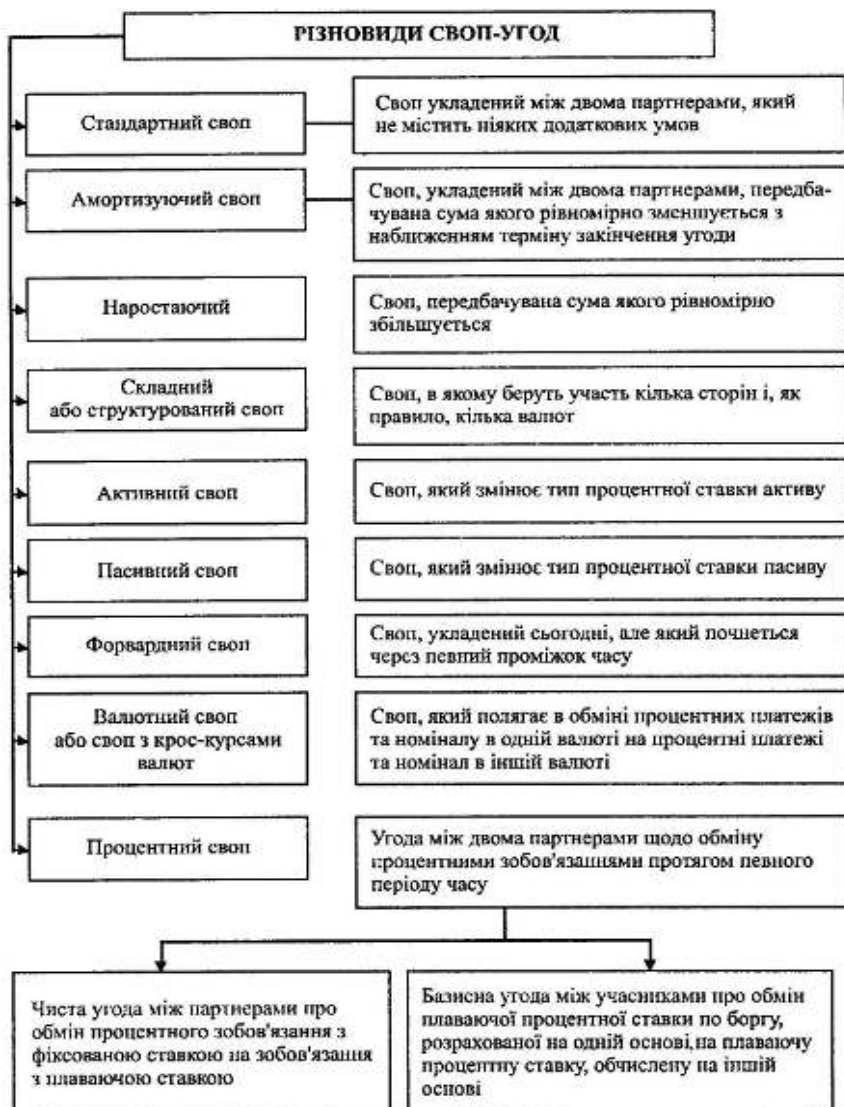 РІЗНОВИДИ СВОП-УГОД
Стандартний своп
Своп укладений між двома партнерами, який
не містить ніяких додаткових умов
Амортизуючий своп
Своп, укладений між двома партнерами, передба-
чувана сума якого рівномірно зменшується з
наближенням терміну закінчення угоди
Наростаючий
Своп, передбачувана сума якого рівномірно
збільшується
Складний
або структурований своп
Своп, в якому беруть участь кілька сторін і, як
правило, кілька валют
Активний своп
Своп, який змінює тип процентної ставки активу
Пасивний своп
Своп, який змінює тип процентної ставки пасиву
Форвардний своп
Своп, укладений сьогодні, але який почнеться
через певний проміжок часу
Валютний своп
або своп з крос-курсами
валют
Своп, який полягає в обміні процентних платежів
та номіналу в одній валюті на процентні платежі
та номінал в іншій валюті
Процентний своп
Угода між двома партнерами щодо обміну
процентними зобов'язаннями протягом певного
періоду часу
Чиста угода між партнерами про
обмін процентного зобов'язання з
фіксованою ставкою на зобов'язання
з плаваючою ставкою
Базисна угода між учасниками про обмін
плаваючої процентної ставки по боргу,
розрахованої на одній основі, на плаваючу
процентну ставку, обчислену на іншій
основі